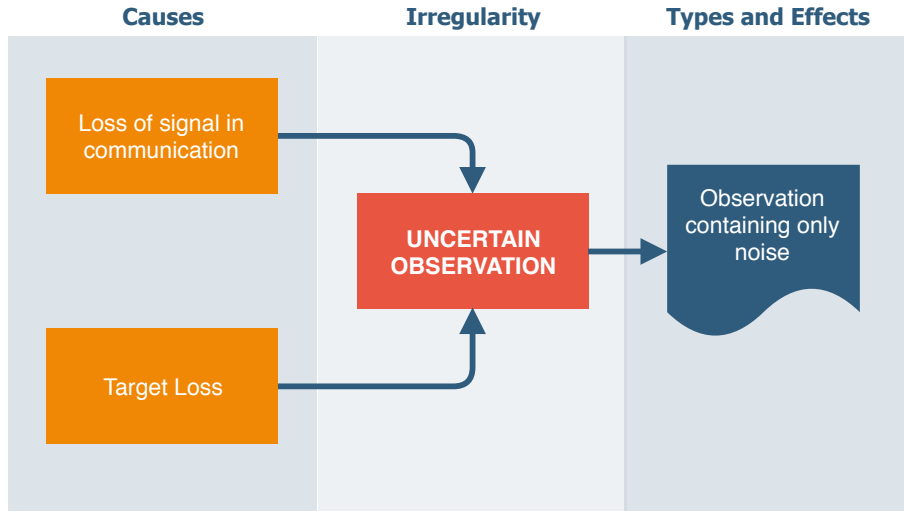 Causes
Irregularity
Types and Effects
Loss of signal in
communication
UNCERTAIN
OBSERVATION
Observation
containing only
noise
Target Loss